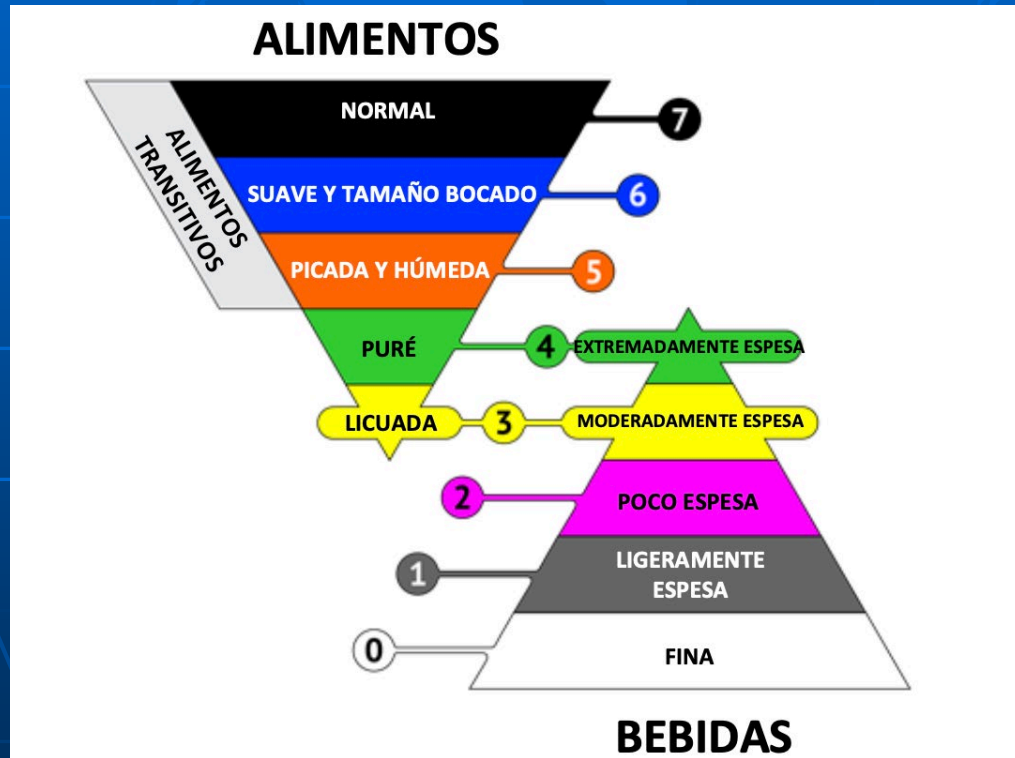 ALIMENTOS
NORMAL
7
ALIMENTOS
TRANSITIVOS
SUAVE Y TAMAÑO BOCADO
6
PICADA Y HÚMEDA
5
PURÉ
4
EXTREMADAMENTE ESPESA
LICUADA
3
MODERADAMENTE ESPESA
2
POCO ESPESA
1
LIGERAMENTE
ESPESA
0
FINA
BEBIDAS